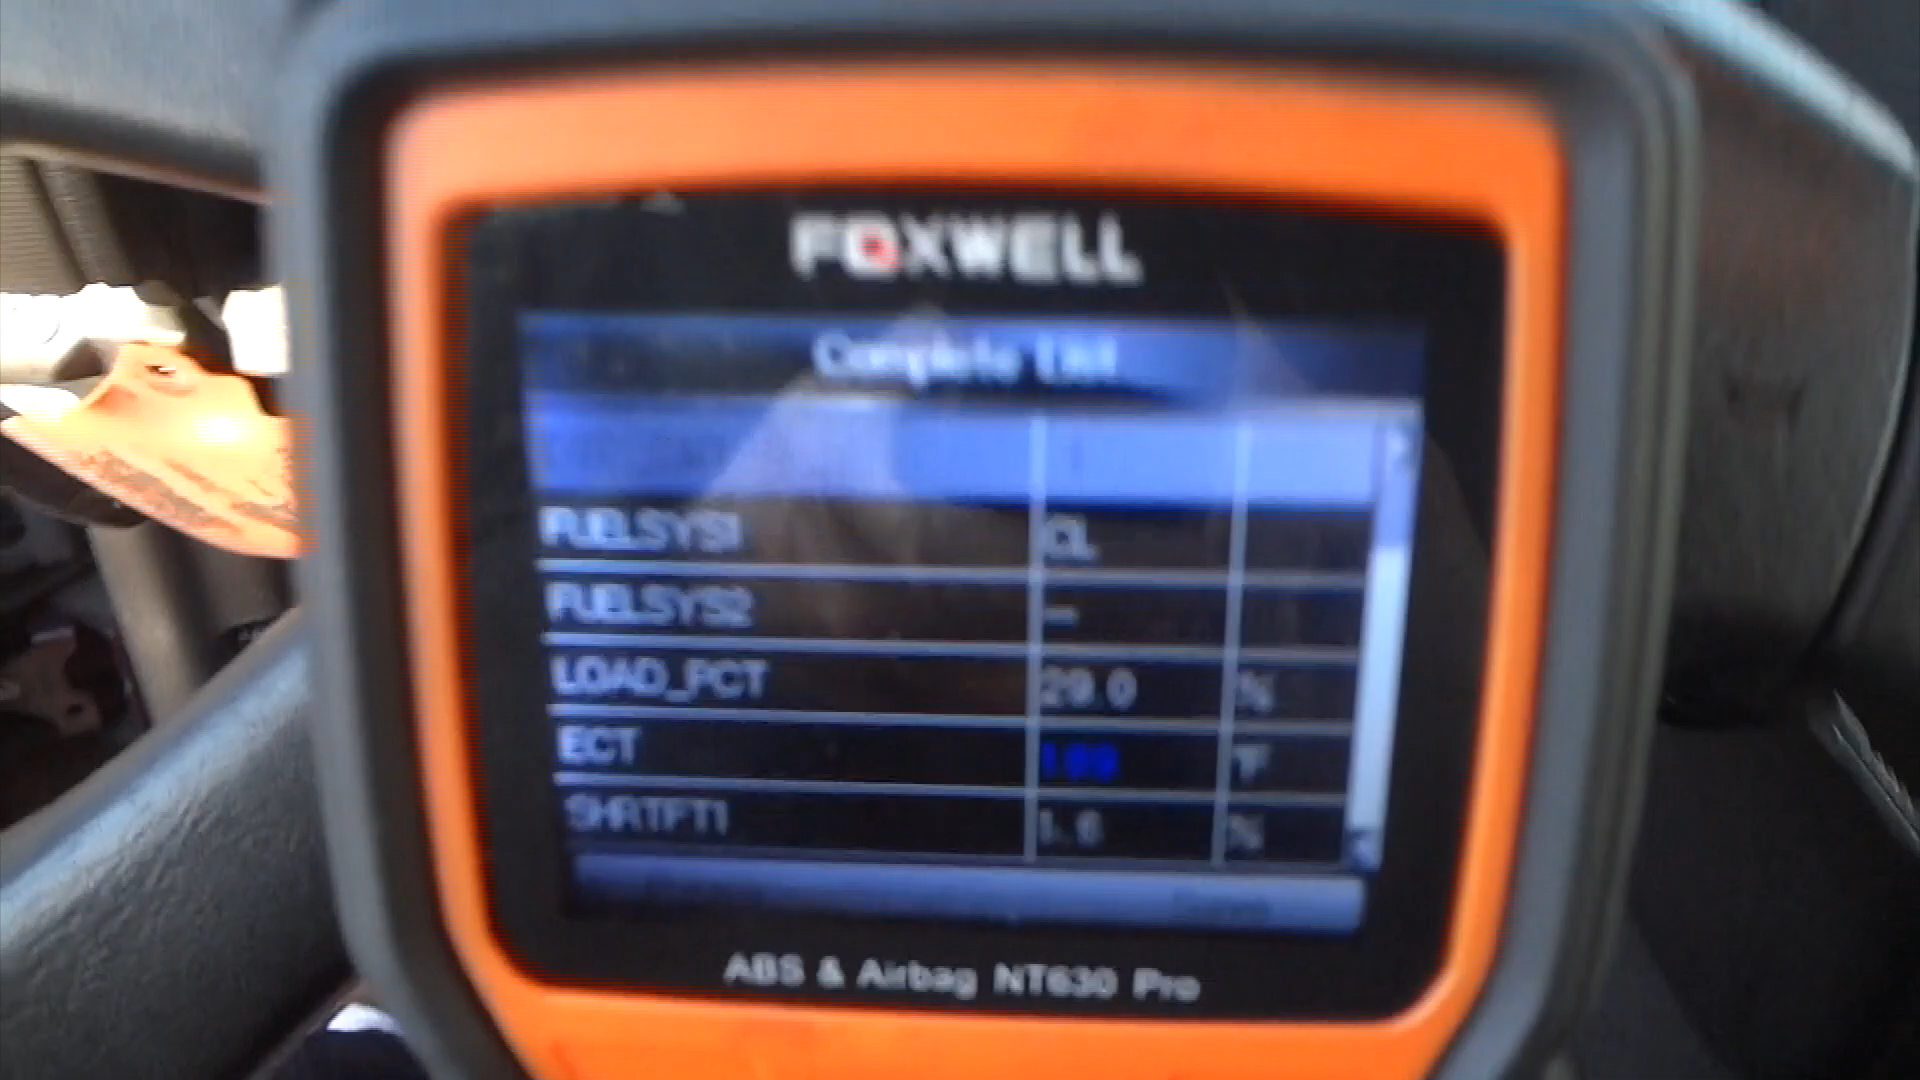 FOXWELL
Complete List
FUELSYS1 CL
FUELSYS2 —
LOAD_PCT 29.0 %
ECT °F
SHRTFT1 1.6 %
ABS & Airbag NT630 Pro